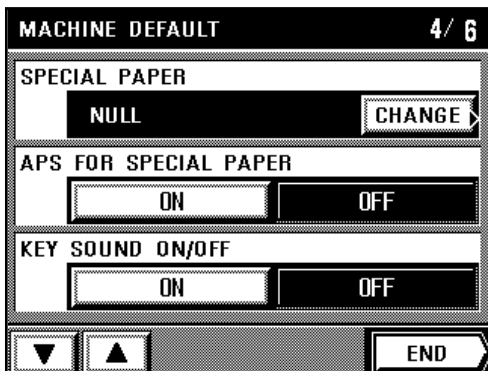 MACHINE DEFAULT 4/ 6
SPECIAL PAPER
NULL CHANGE
APS FOR SPECIAL PAPER
ON OFF
KEY SOUND ON/OFF
ON OFF
▼ ▲ END